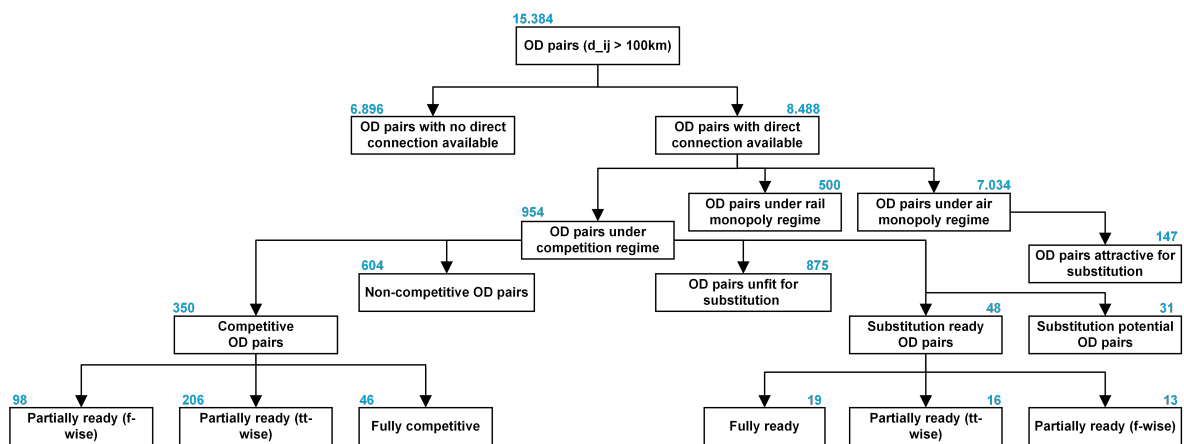 15.384
OD pairs (d_ij > 100km)
6.896
OD pairs with no direct
connection available
8.488
OD pairs with direct
connection available
500
OD pairs under rail
monopoly regime
7.034
OD pairs under air
monopoly regime
954
OD pairs under
competition regime
147
OD pairs attractive for
substitution
604
Non-competitive OD pairs
875
OD pairs unfit for
substitution
350
Competitive
OD pairs
48
Substitution ready
OD pairs
31
Substitution potential
OD pairs
98
Partially ready (f-
wise)
206
Partially ready (tt-
wise)
46
Fully competitive
19
Fully ready
16
Partially ready (tt-
wise)
13
Partially ready (f-wise)